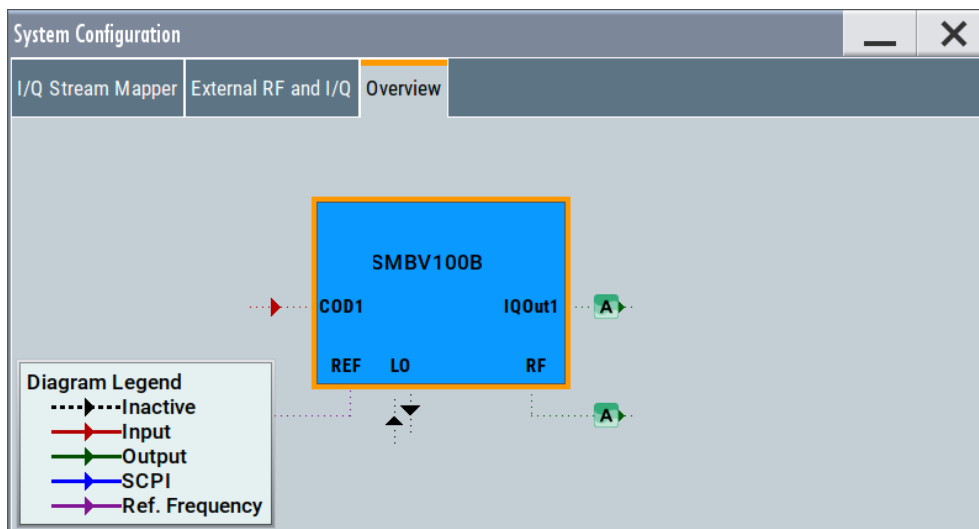 System Configuration
I/Q Stream Mapper External RF and I/Q Overview
SMBV100B
COD1 IQOut1 A
REF LO RF
A
Diagram Legend
Inactive
Input
Output
SCPI
Ref. Frequency